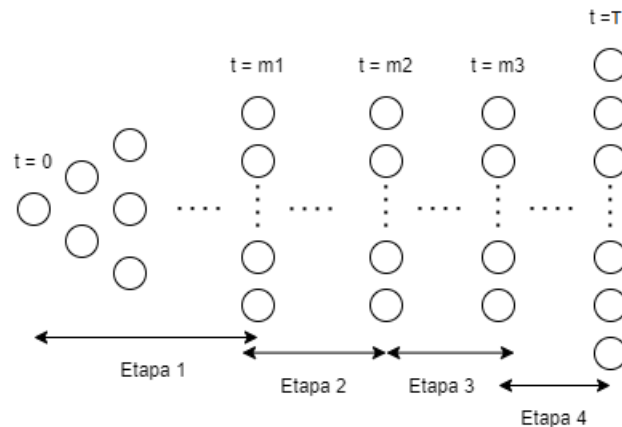 t =T
t = m1
t = m2
t = m3
t = 0
Etapa 1
Etapa 2
Etapa 3
Etapa 4